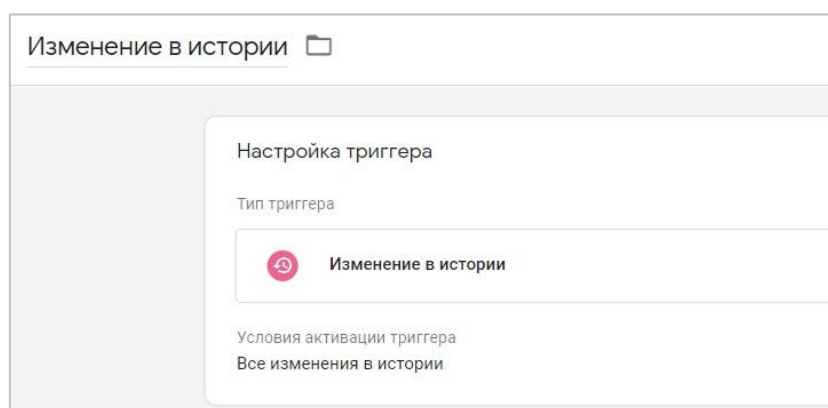 Изменение в истории
Настройка триггера
Тип триггера
Изменение в истории
Условия активации триггера
Все изменения в истории